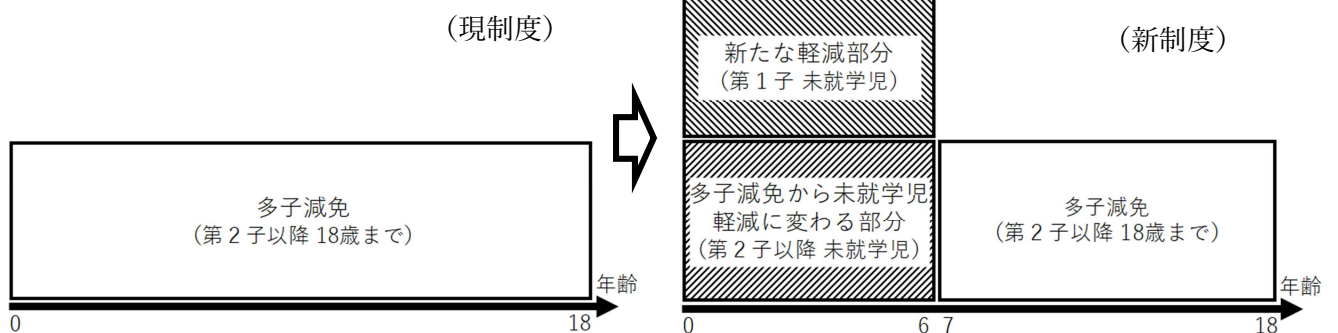 （現制度）
多子減免
（第２子以降 18歳まで）
年齢
0
18
（新制度）
新たな軽減部分
（第１子 未就学児）
多子減免から未就学児
軽減に変わる部分
（第２子以降 未就学児）
多子減免
（第２子以降 18歳まで）
年齢
0
6
7
18